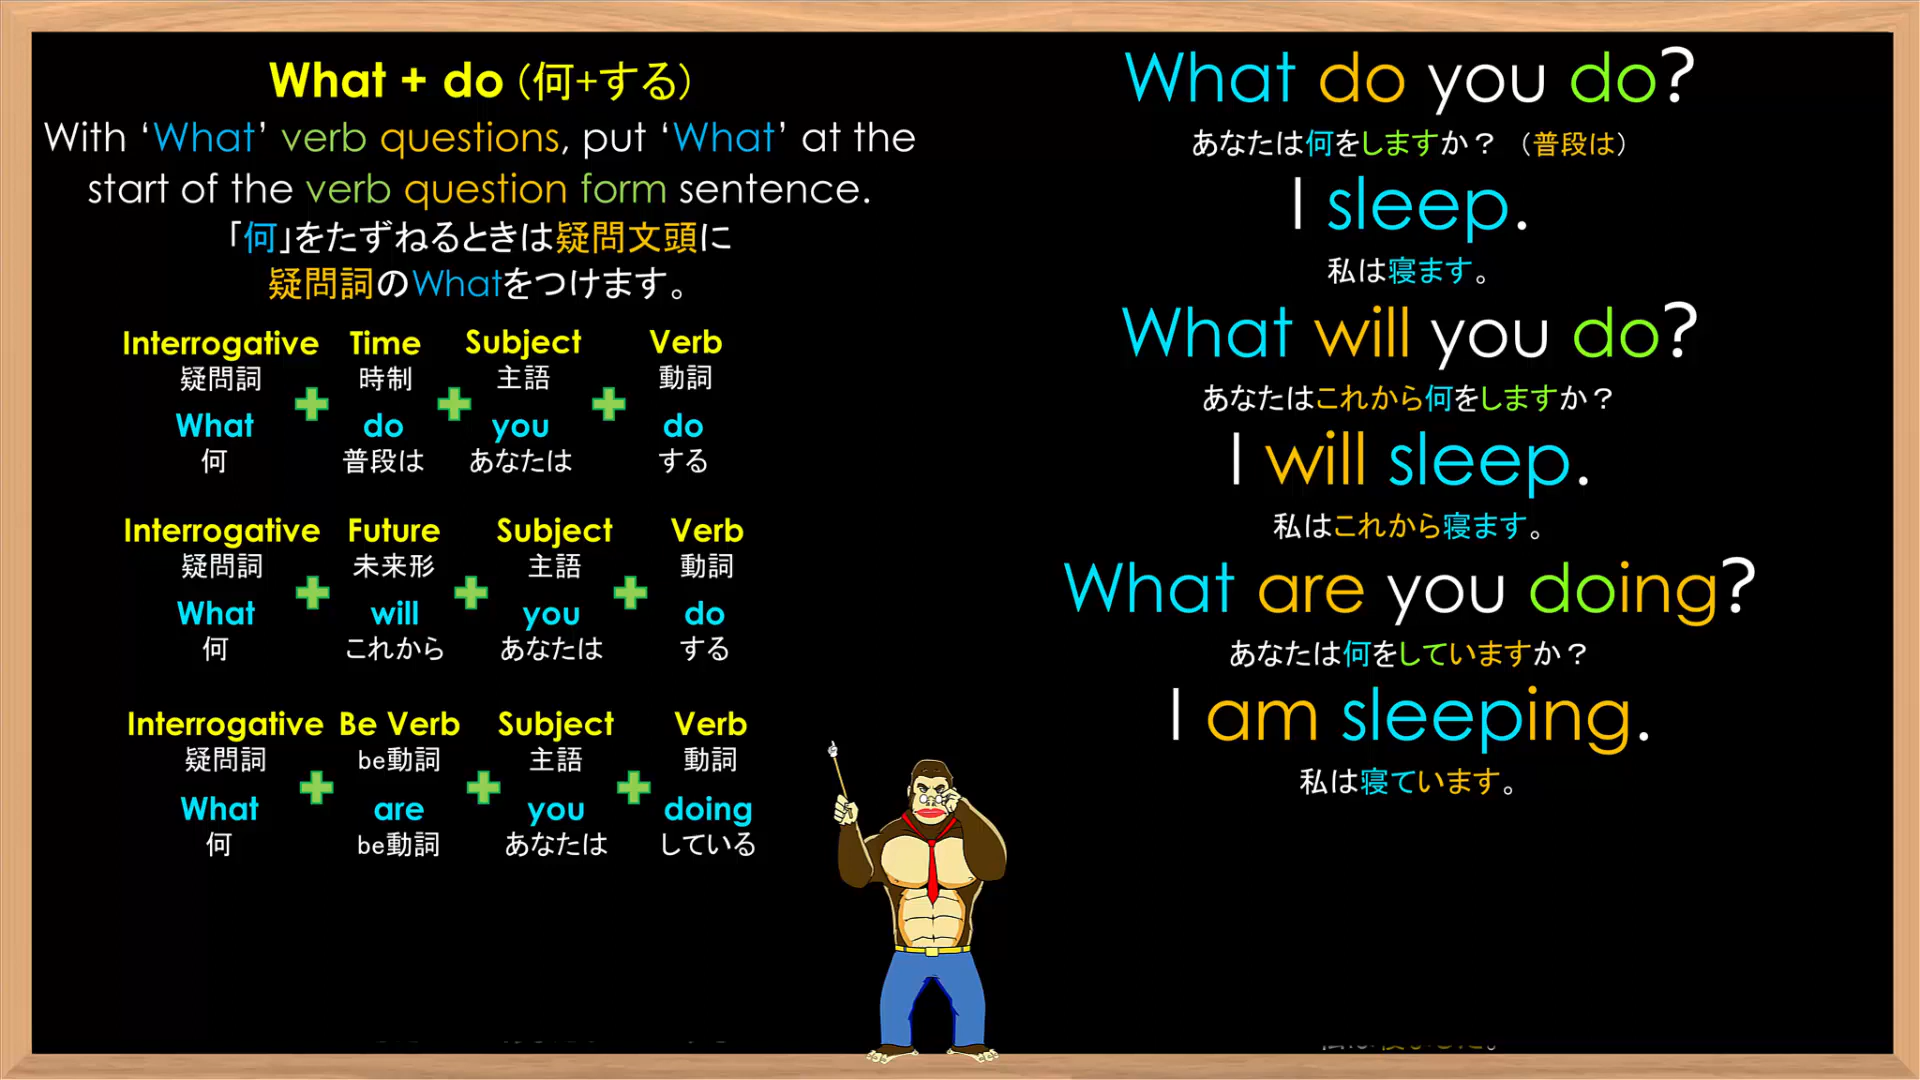 What + do (何+する)
With ‘What’ verb questions, put ‘What’ at the
start of the verb question form sentence.
「何」をたずねるときは疑問文頭に
疑問詞のWhatをつけます。
Interrogative Time Subject Verb
疑問詞 時制 主語 動詞
What do you do
何 普段は あなたは する
Interrogative Future Subject Verb
疑問詞 未来形 主語 動詞
What will you do
何 これから あなたは する
Interrogative Be Verb Subject Verb
疑問詞 be動詞 主語 動詞
What are you doing
何 be動詞 あなたは している
What do you do?
あなたは何をしますか？（普段は）
I sleep.
私は寝ます。
What will you do?
あなたはこれから何をしますか？
I will sleep.
私はこれから寝ます。
What are you doing?
あなたは何をしていますか？
I am sleeping.
私は寝ています。